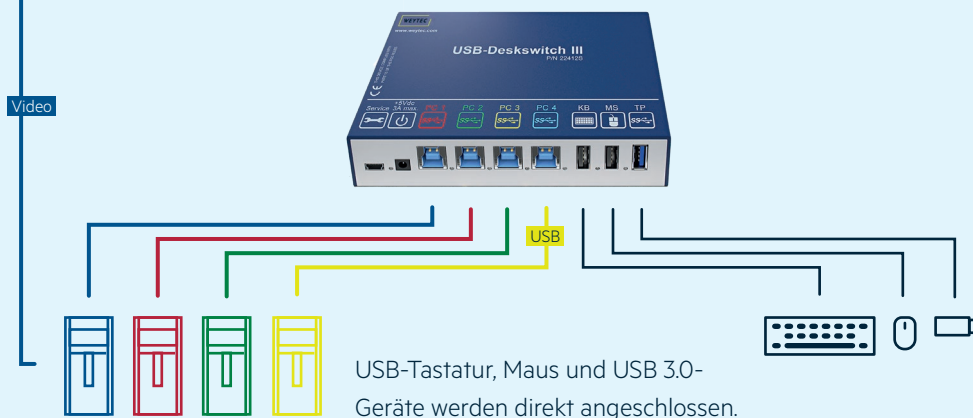 WEYTEC
www.weytec.com
USB-Deskswitch III
P/N 22412S
Video
Service +5Vdc 3A max PC 1 PC 2 PC 3 PC 4 KB MS TP
USB
USB-Tastatur, Maus und USB 3.0-
Geräte werden direkt angeschlossen.